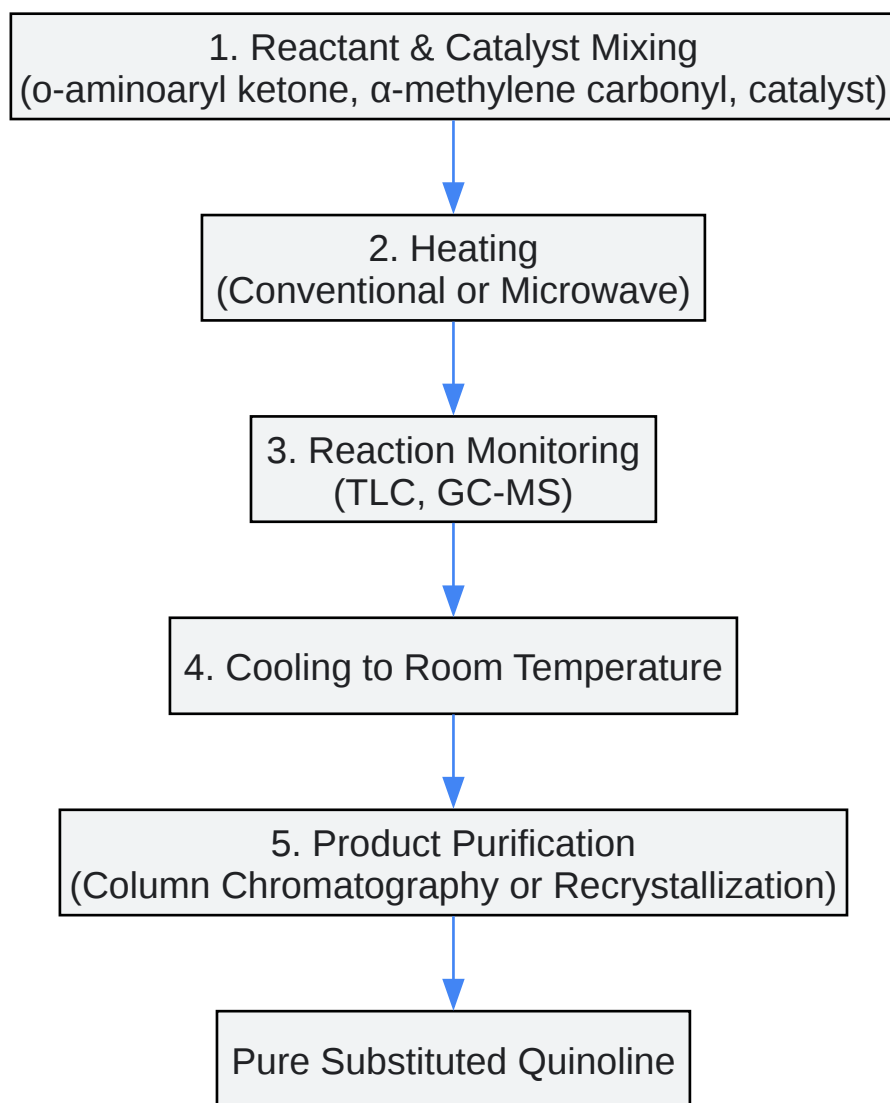 1. Reactant & Catalyst Mixing
(o-aminoaryl ketone, α-methylene carbonyl, catalyst)
2. Heating
(Conventional or Microwave)
3. Reaction Monitoring
(TLC, GC-MS)
4. Cooling to Room Temperature
5. Product Purification
(Column Chromatography or Recrystallization)
Pure Substituted Quinoline